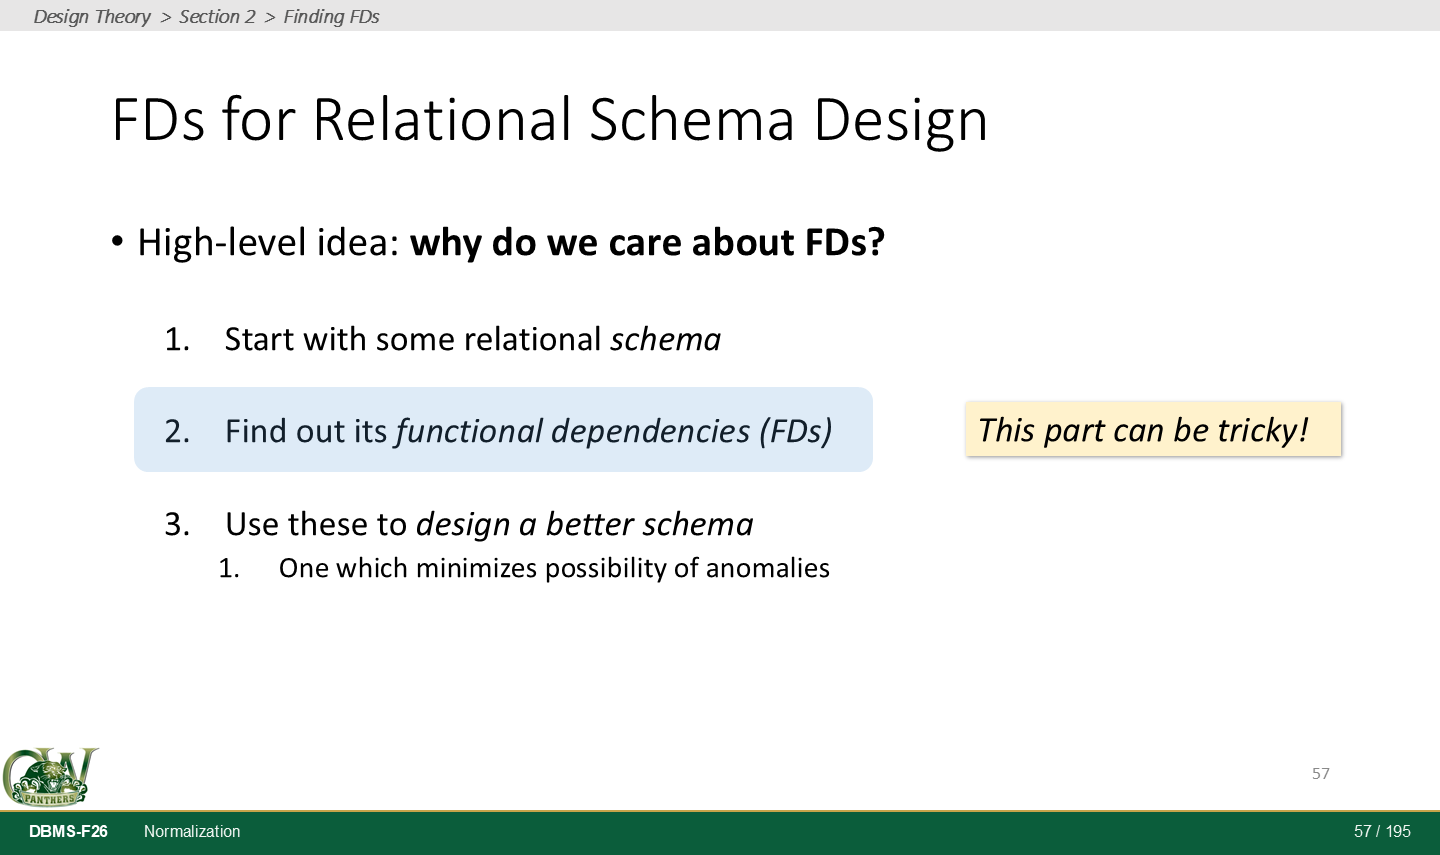 Design Theory > Section 2 > Finding FDs
FDs for Relational Schema Design
• High-level idea: why do we care about FDs?
1. Start with some relational schema
2. Find out its functional dependencies (FDs)
This part can be tricky!
3. Use these to design a better schema
1. One which minimizes possibility of anomalies
OW
PANTHERS
57
DBMS-F26 Normalization 57 / 195